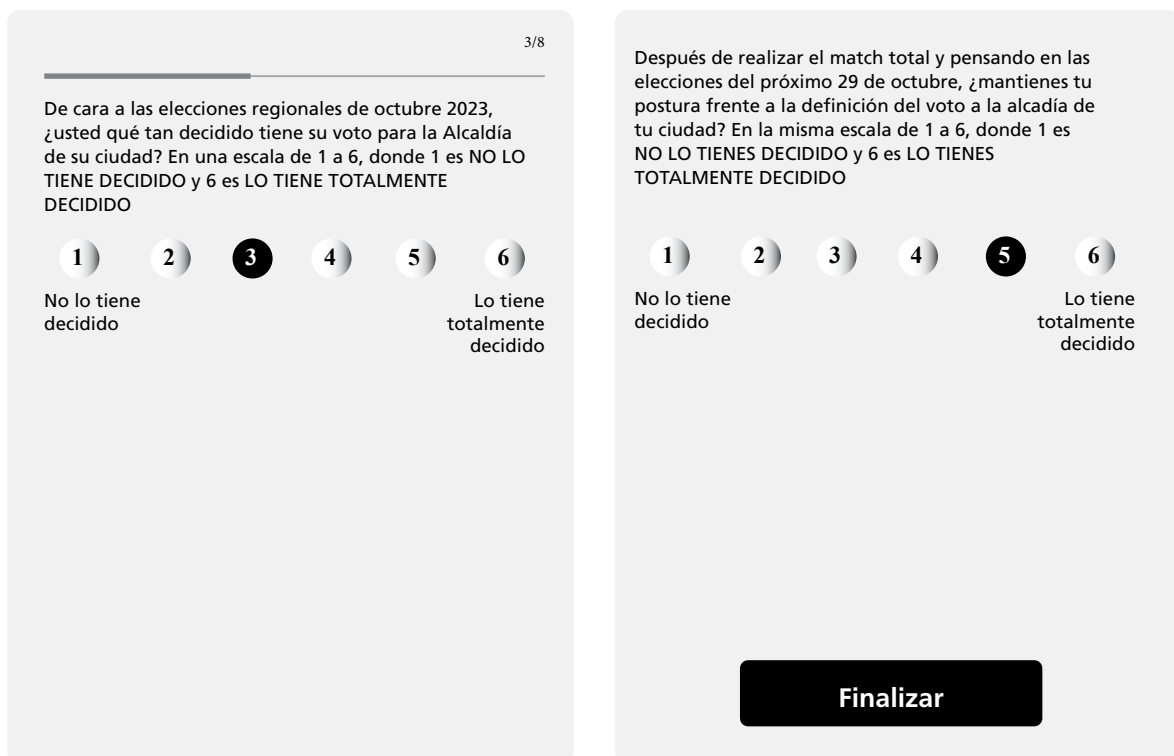 3/8
De cara a las elecciones regionales de octubre 2023,
¿usted qué tan decidido tiene su voto para la Alcaldía
de su ciudad? En una escala de 1 a 6, donde 1 es NO LO
TIENE DECIDIDO y 6 es LO TIENE TOTALMENTE
DECIDIDO
1 2 3 4 5 6
No lo tiene
decidido
Lo tiene
totalmente
decidido
Después de realizar el match total y pensando en las
elecciones del próximo 29 de octubre, ¿mantienes tu
postura frente a la definición del voto a la alcadía de
tu ciudad? En la misma escala de 1 a 6, donde 1 es
NO LO TIENES DECIDIDO y 6 es LO TIENES
TOTALMENTE DECIDIDO
1 2 3 4 5 6
No lo tiene
decidido
Lo tiene
totalmente
decidido
Finalizar